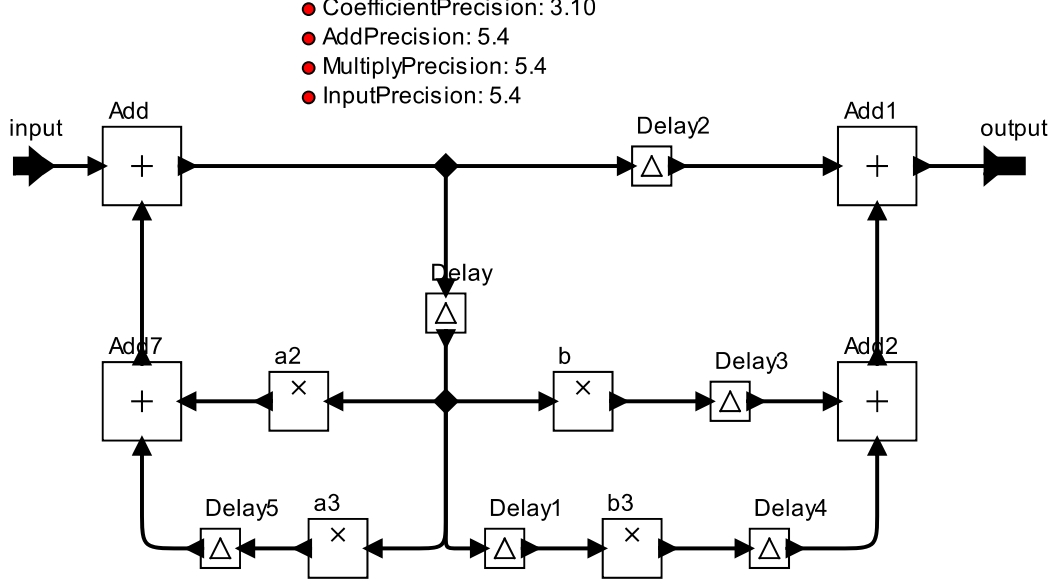 CoefficientPrecision: 3.10
AddPrecision: 5.4
MultiplyPrecision: 5.4
InputPrecision: 5.4
input
Add
Delay2
Add1
output
+
△
+
Delay
△
Add7
a2
b
Delay3
Add2
+
×
×
△
+
Delay5
a3
Delay1
b3
Delay4
△
×
△
×
△